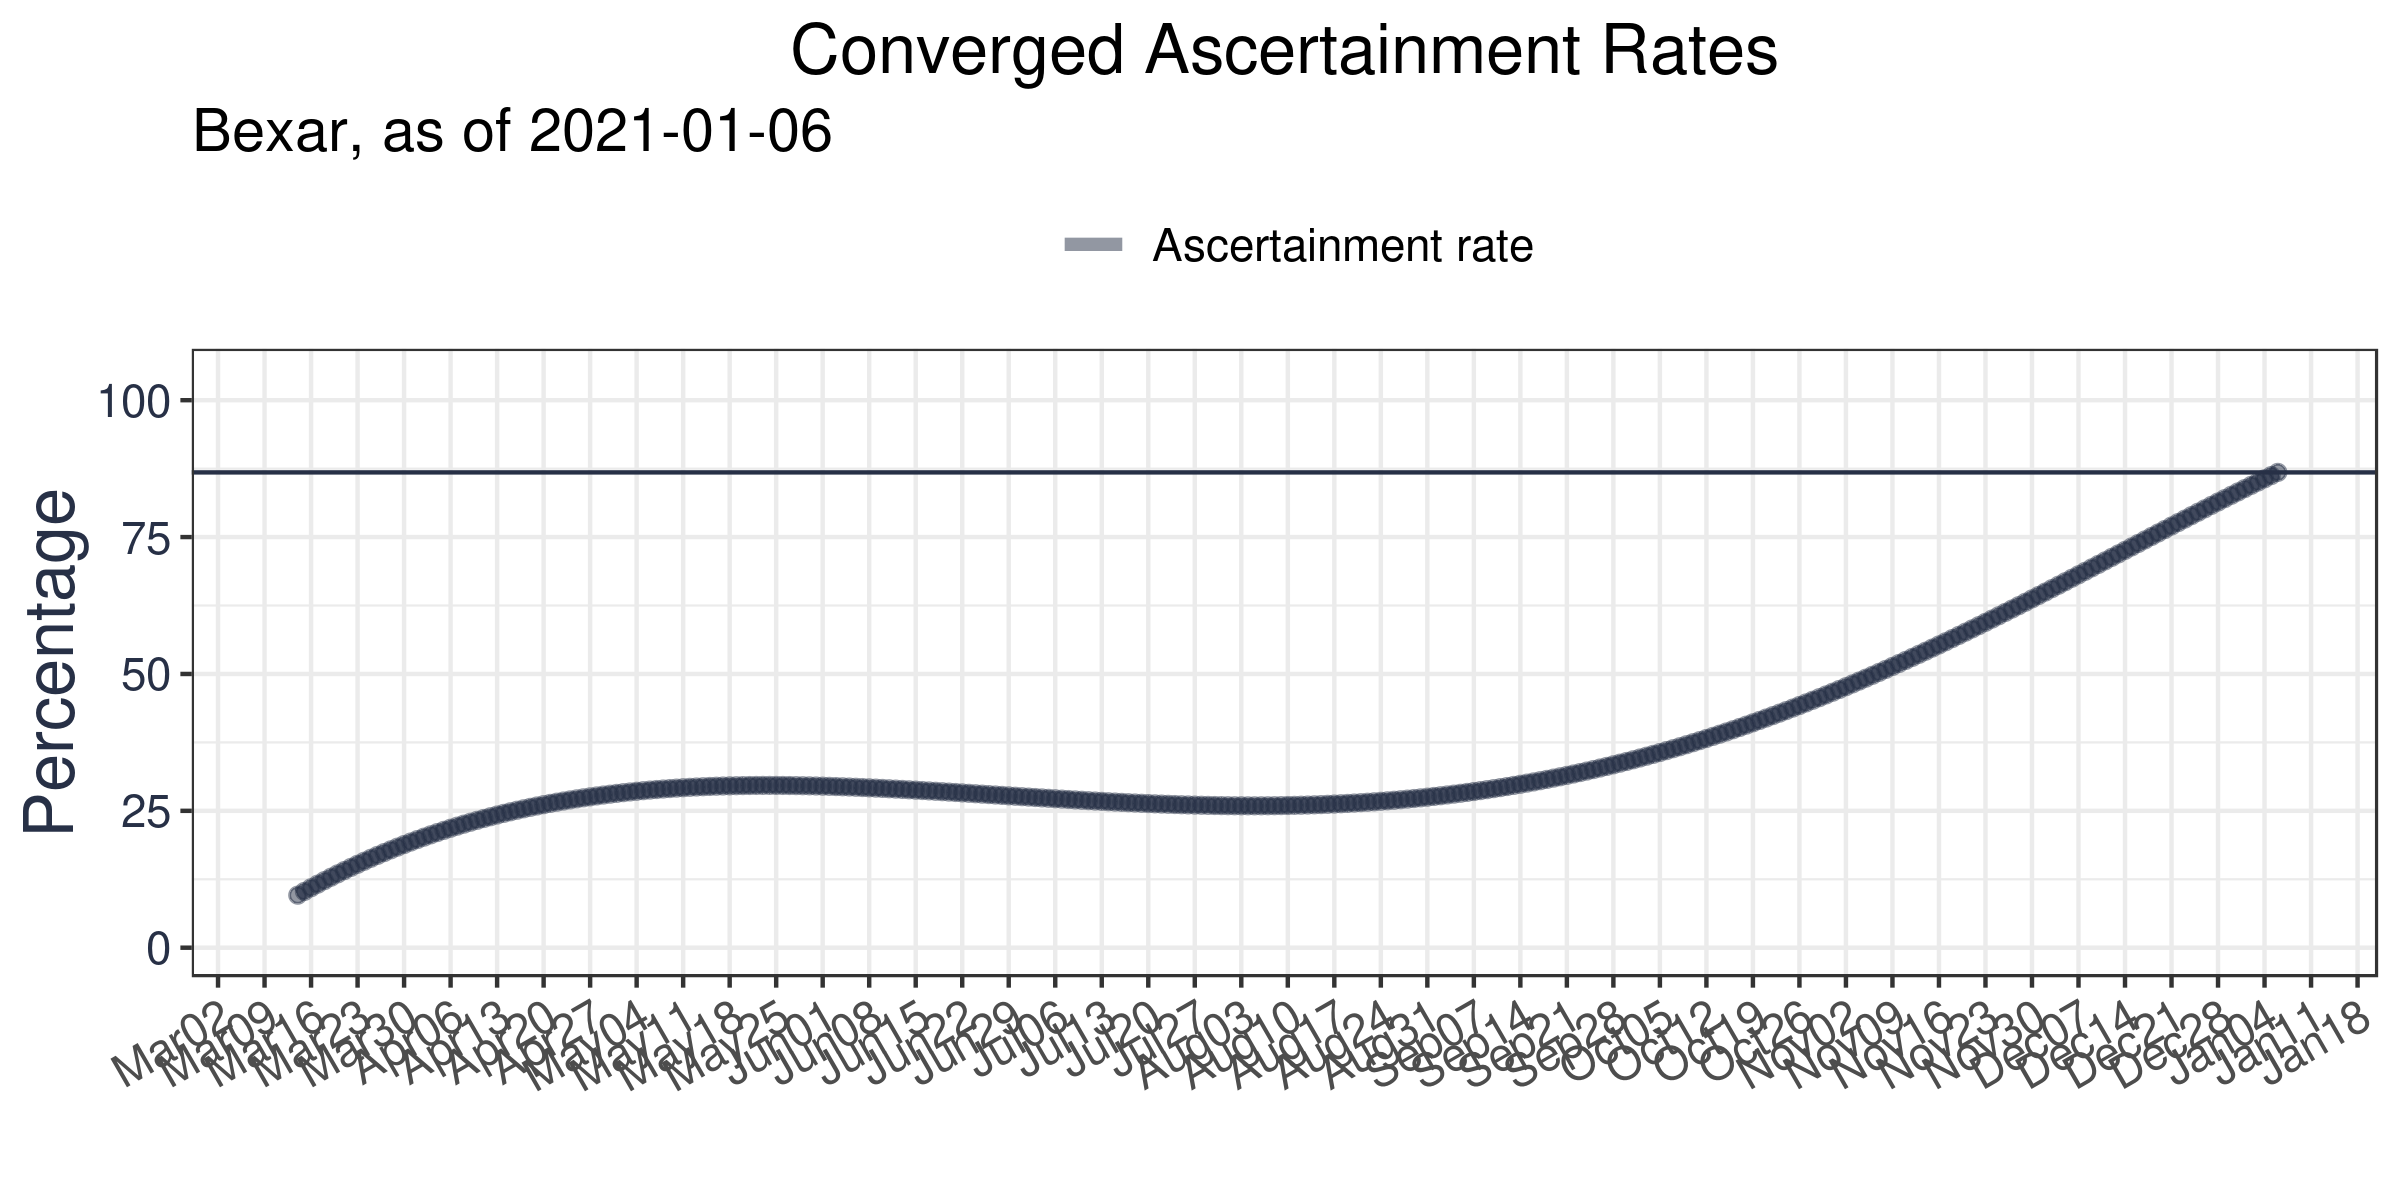 Converged Ascertainment Rates
Bexar, as of 2021-01-06
Ascertainment rate
Percentage
100
75
50
25
0
Mar02
Mar09
Mar16
Mar23
Mar30
Apr06
Apr13
Apr20
Apr27
May04
May11
May18
May25
Jun01
Jun08
Jun15
Jun22
Jun29
Jul06
Jul13
Jul20
Jul27
Aug03
Aug10
Aug17
Aug24
Aug31
Sep07
Sep14
Sep21
Sep28
Oct05
Oct12
Oct19
Oct26
Nov02
Nov09
Nov16
Nov23
Nov30
Dec07
Dec14
Dec21
Dec28
Jan04
Jan11
Jan18